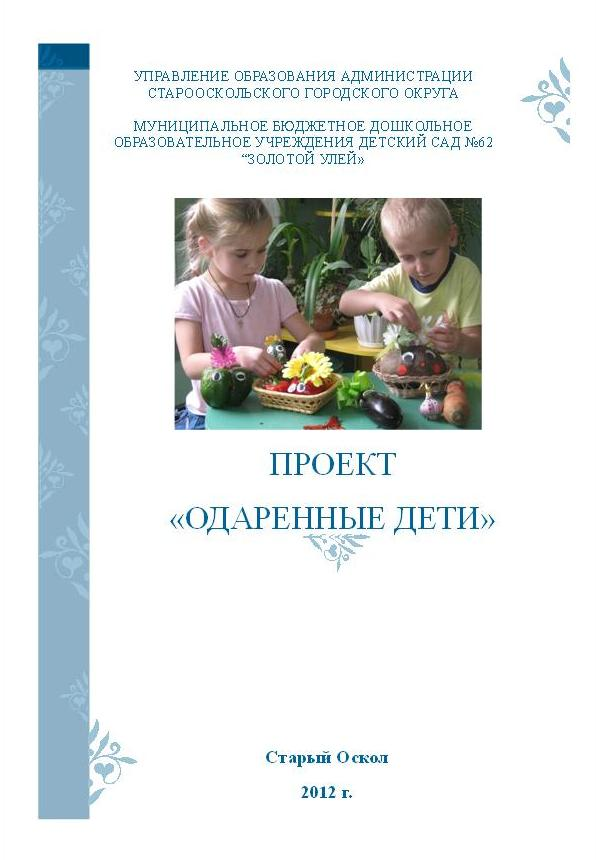 УПРАВЛЕНИЕ ОБРАЗОВАНИЯ АДМИНИСТРАЦИИ
СТАРООСКОЛЬСКОГО ГОРОДСКОГО ОКРУГА
МУНИЦИПАЛЬНОЕ БЮДЖЕТНОЕ ДОШКОЛЬНОЕ
ОБРАЗОВАТЕЛЬНОЕ УЧРЕЖДЕНИЯ ДЕТСКИЙ САД №62
“ЗОЛОТОЙ УЛЕЙ»
ПРОЕКТ
«ОДАРЕННЫЕ ДЕТИ»
Старый Оскол
2012 г.